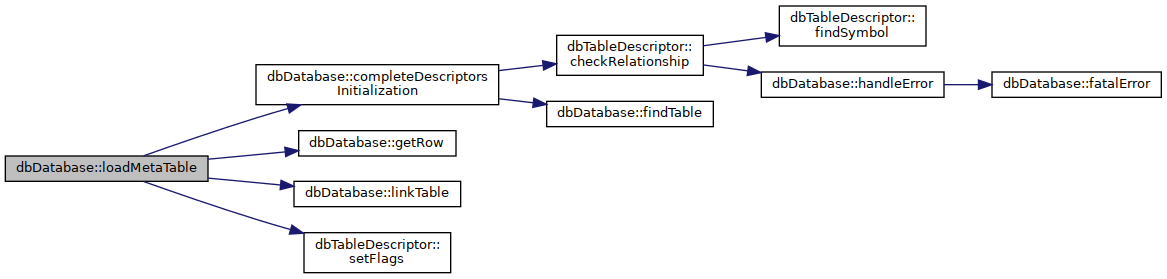 dbDatabase::loadMetaTable
dbDatabase::completeDescriptors
Initialization
dbTableDescriptor::
checkRelationship
dbTableDescriptor::
findSymbol
dbDatabase::handleError
dbDatabase::fatalError
dbDatabase::findTable
dbDatabase::getRow
dbDatabase::linkTable
dbTableDescriptor::
setFlags